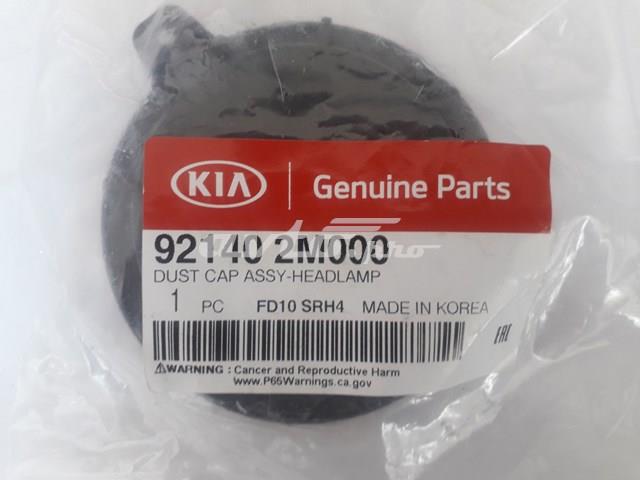 KIA Genuine Parts
92140 2M000
DUST CAP ASSY-HEADLAMP
1 PC FD10 SRH4 MADE IN KOREA
EAC
WARNING : Cancer and Reproductive Harm
www.P65Warnings.ca.gov